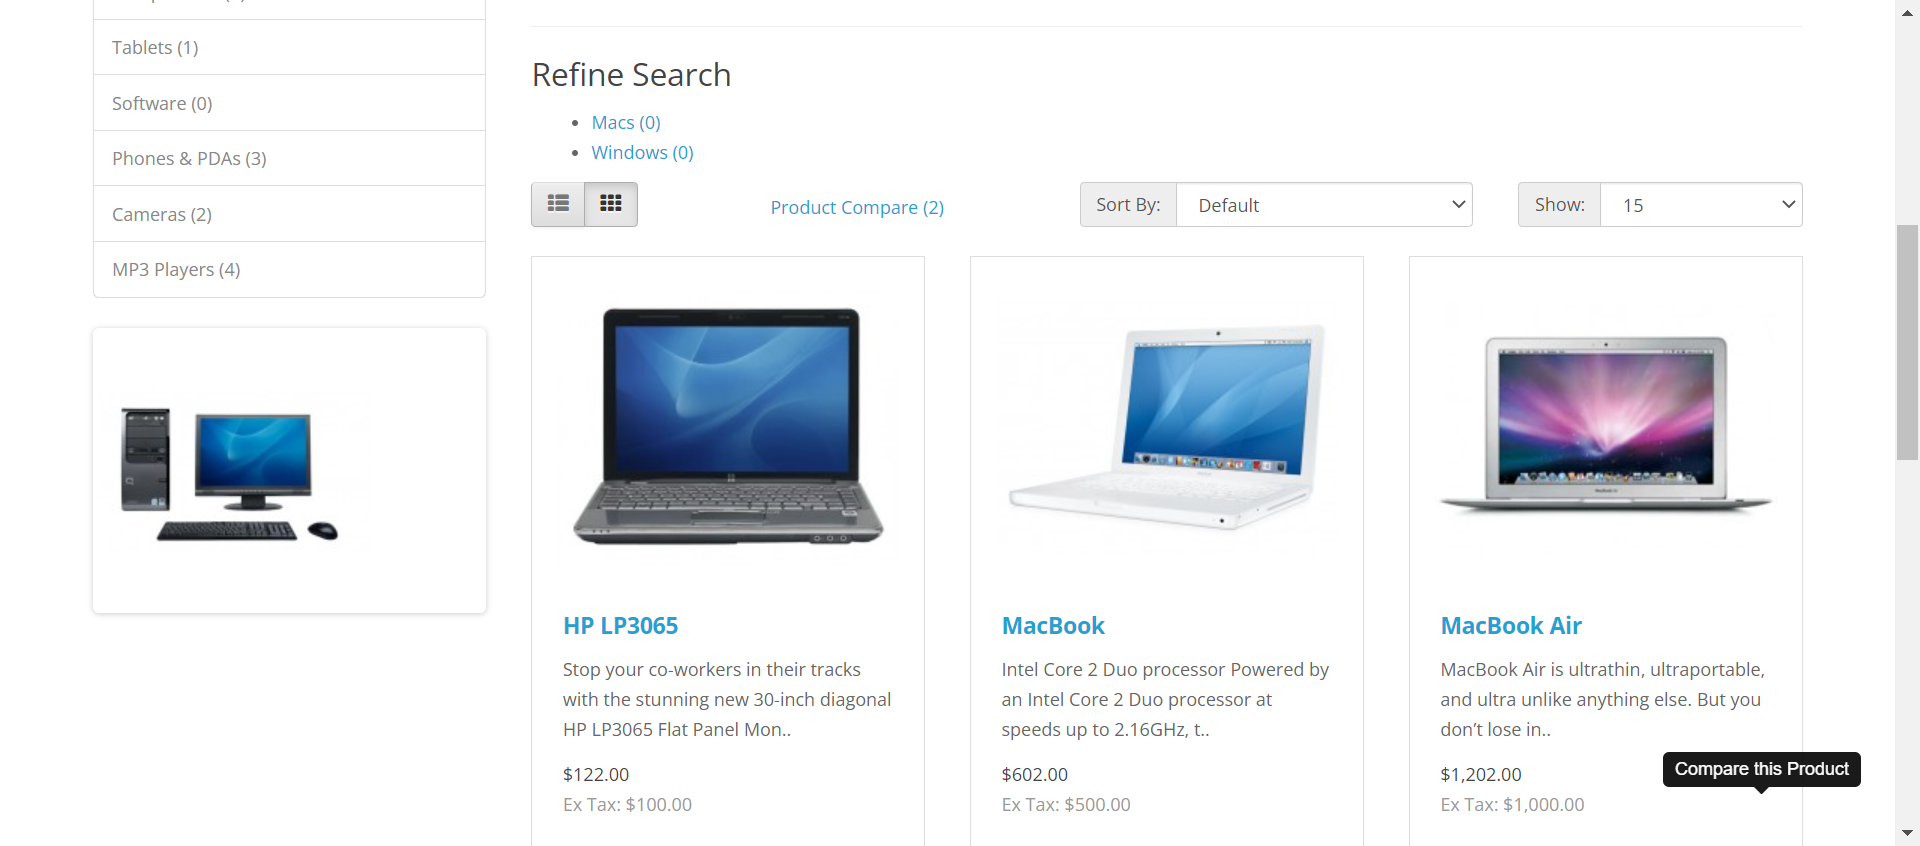 Tablets (1)
Software (0)
Phones & PDAs (3)
Cameras (2)
MP3 Players (4)
Refine Search
Macs (0)
Windows (0)
Product Compare (2)
Sort By:
Default
Show:
15
HP LP3065
Stop your co-workers in their tracks
with the stunning new 30-inch diagonal
HP LP3065 Flat Panel Mon..
$122.00
Ex Tax: $100.00
MacBook
Intel Core 2 Duo processor Powered by
an Intel Core 2 Duo processor at
speeds up to 2.16GHz, t..
$602.00
Ex Tax: $500.00
MacBook Air
MacBook Air is ultrathin, ultraportable,
and ultra unlike anything else. But you
don’t lose in..
$1,202.00
Ex Tax: $1,000.00
Compare this Product